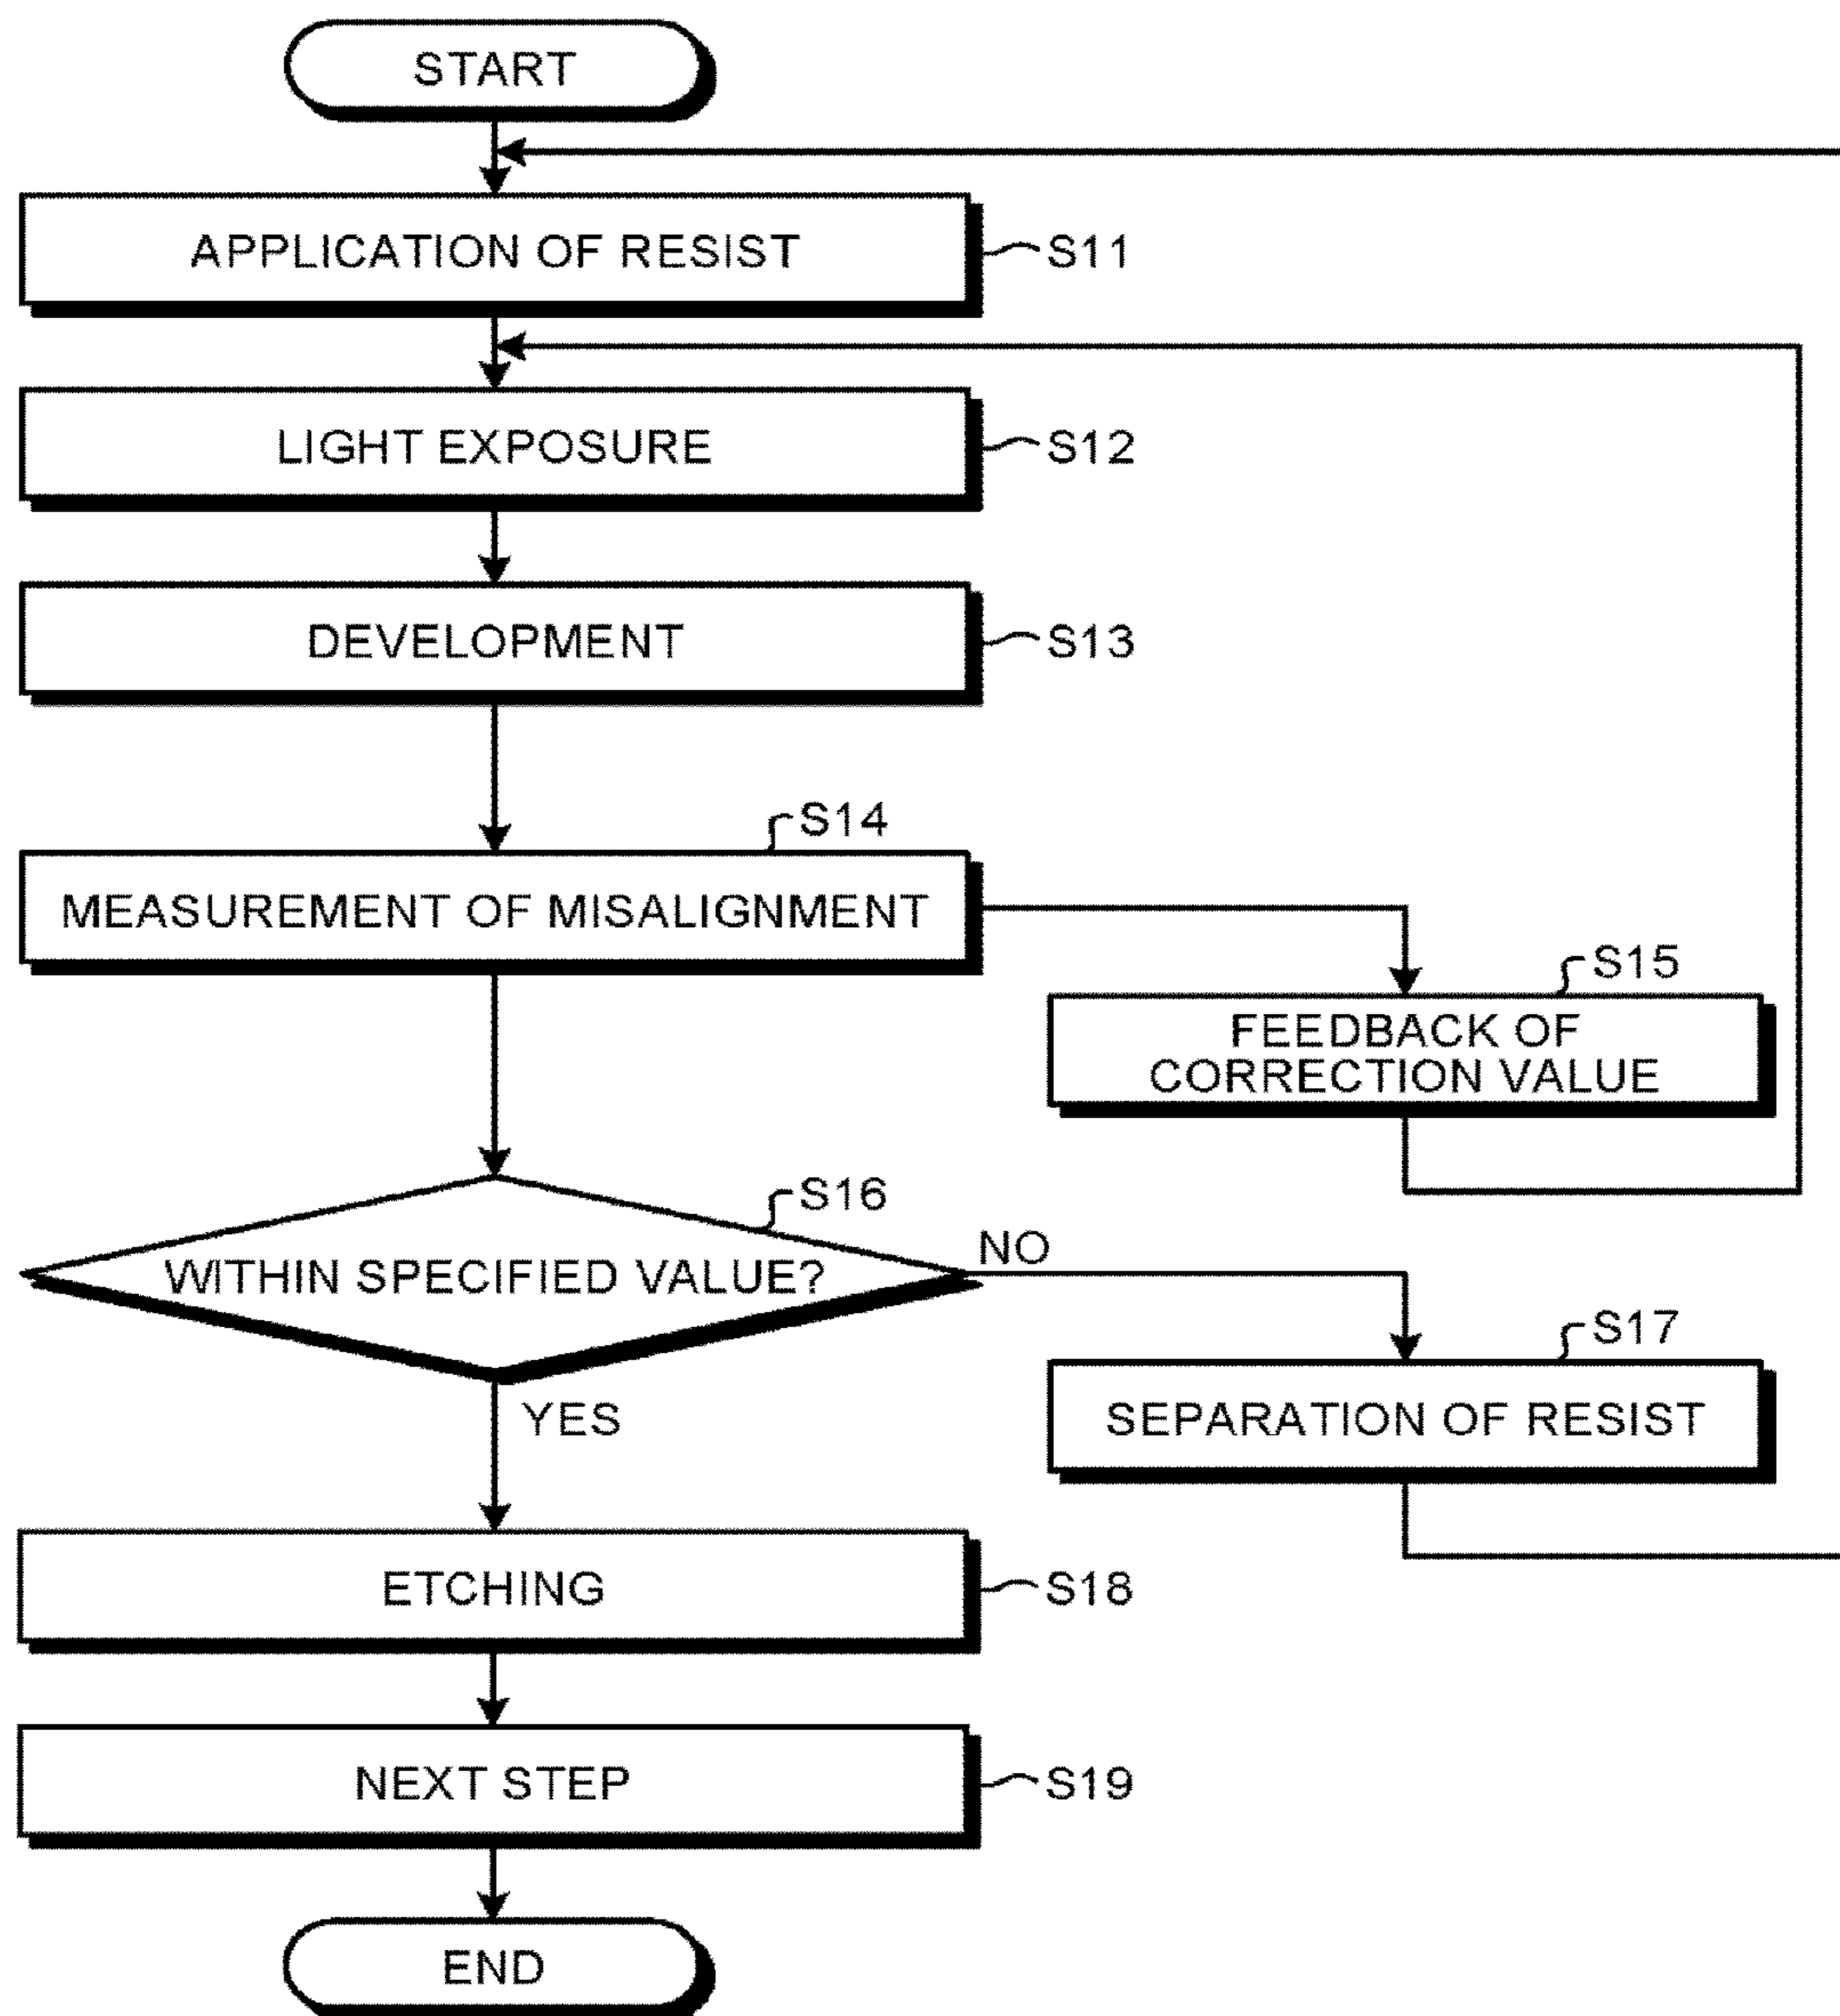 START
APPLICATION OF RESIST
S11
LIGHT EXPOSURE
S12
DEVELOPMENT
S13
S14
MEASUREMENT OF MISALIGNMENT
S15
FEEDBACK OF
CORRECTION VALUE
S16
WITHIN SPECIFIED VALUE?
NO
YES
S17
SEPARATION OF RESIST
ETCHING
S18
NEXT STEP
S19
END